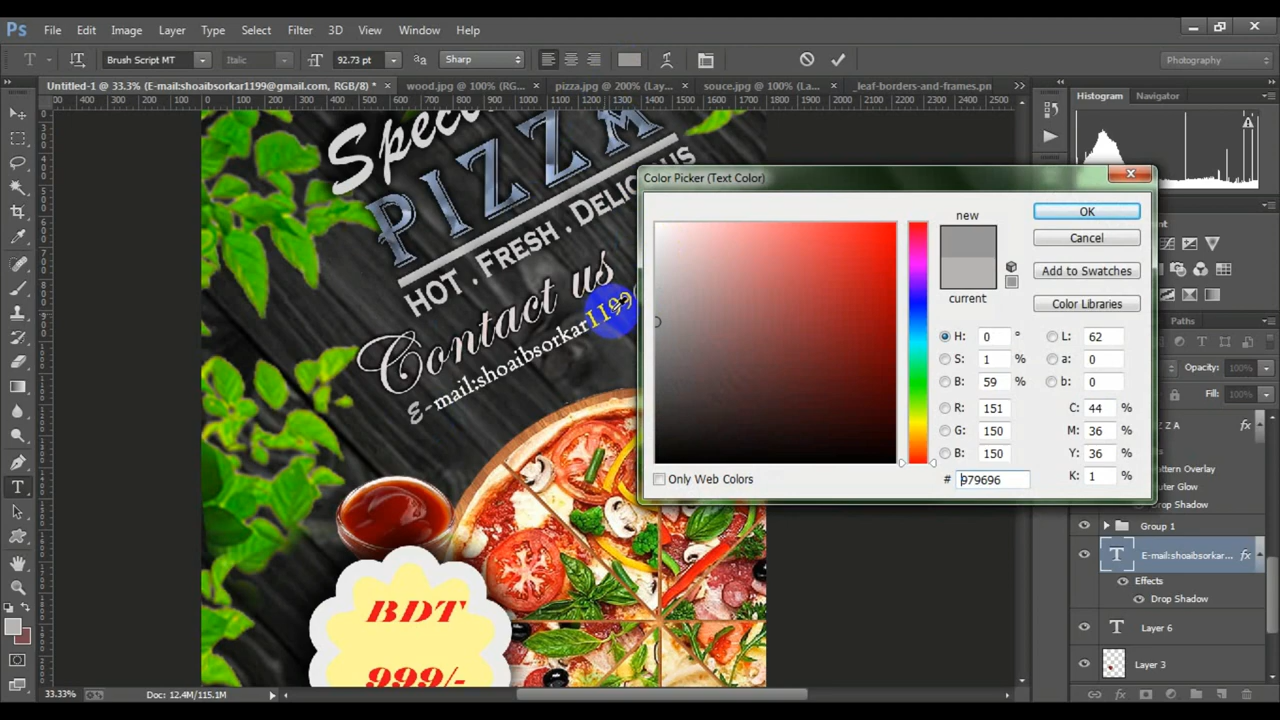 Ps File Edit Image Layer Type Select Filter 3D View Window Help
Brush Script MT Italic 92.73 pt Sharp Photography
Untitled-1 @ 33.3% (E-mail:shoaibsorkar1199@gmail.com, RGB/8) * wood.jpg @ 100% (RG... pizza.jpg @ 200% (Lay... souce.jpg @ 100% (La... _leaf-borders-and-frames.pn
Histogram Navigator
Color Picker (Text Color)
new
current
OK
Cancel
Add to Swatches
Color Libraries
H: 0 ° L: 62
S: 1 % a: 0
B: 59 % b: 0
R: 151 C: 44 %
G: 150 M: 36 %
B: 150 Y: 36 %
# 979696 K: 1 %
Only Web Colors
PIZZA
HOT . FRESH .
Contact us
E-mail:shoaibsorkar1199
BDT
999/-
Paths
Opacity: 100%
Fill: 100%
Z Z A fx
Pattern Overlay
Outer Glow
Drop Shadow
Group 1
E-mail:shoaibsorkar... fx
Effects
Drop Shadow
Layer 6
Layer 3
33.33% Doc: 12.4M/115.1M